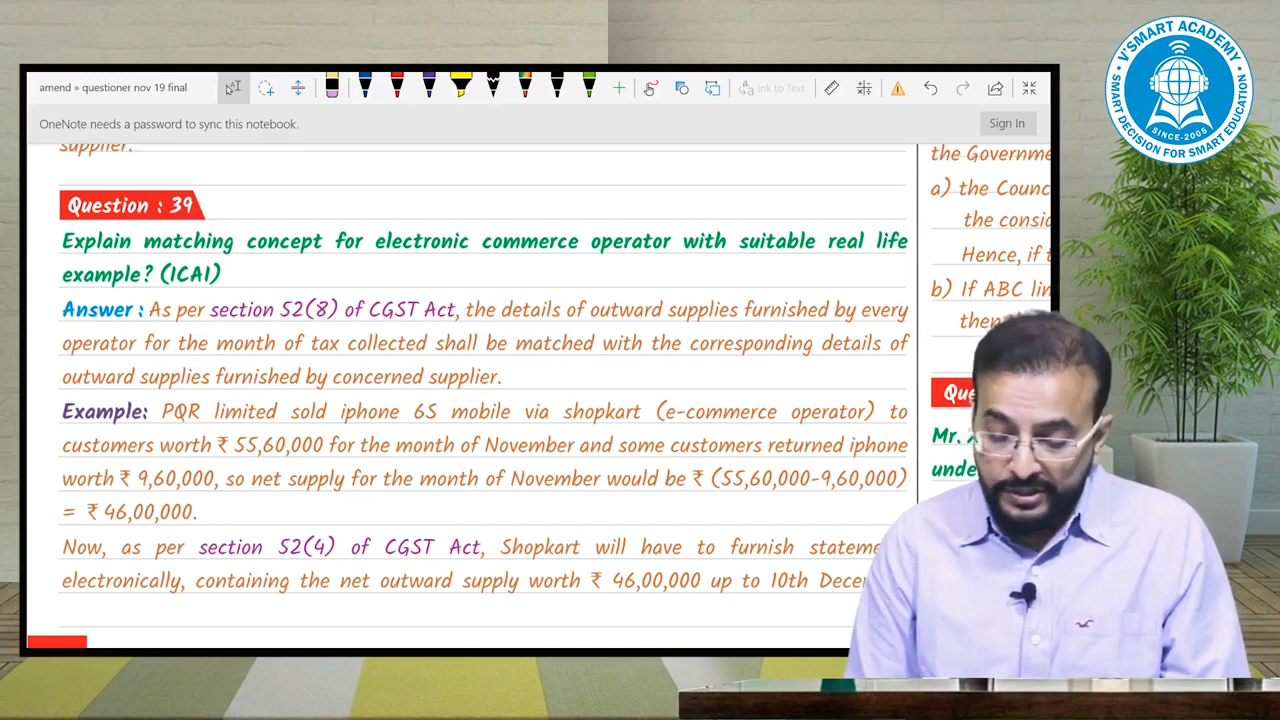 V'SMART ACADEMY
SMART DECISION FOR SMART EDUCATION
SINCE-2005
amend » questioner nov 19 final
Ink to Text
OneNote needs a password to sync this notebook.
Sign In
supplier.
Question : 39
Explain matching concept for electronic commerce operator with suitable real life
example? (ICAI)
Answer : As per section 52(8) of CGST Act, the details of outward supplies furnished by every
operator for the month of tax collected shall be matched with the corresponding details of
outward supplies furnished by concerned supplier.
Example: PQR limited sold iphone 6S mobile via shopkart (e-commerce operator) to
customers worth ₹ 55,60,000 for the month of November and some customers returned iphone
worth ₹ 9,60,000, so net supply for the month of November would be ₹ (55,60,000-9,60,000)
= ₹ 46,00,000.
Now, as per section 52(4) of CGST Act, Shopkart will have to furnish stateme
electronically, containing the net outward supply worth ₹ 46,00,000 up to 10th Decem
the Governme
a) the Counc
the consid
Hence, if t
b) If ABC lim
then
Que
Mr. X
unde